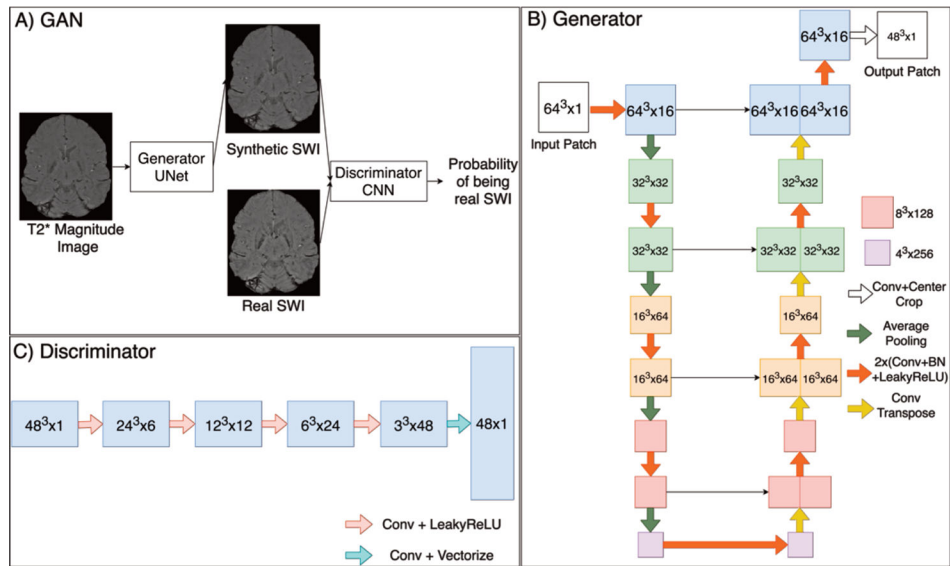 A) GAN
T2* Magnitude
Image
Generator
UNet
Synthetic SWI
Real SWI
Discriminator
CNN
Probability
of being
real SWI
B) Generator
64³x1
Input Patch
64³x16
64³x16
64³x16
64³x16
48³x1
Output Patch
32³x32
32³x32
32³x32
32³x32
32³x32
16³x64
16³x64
16³x64
16³x64
16³x64
8³x128
4³x256
Conv+Center
Crop
Average
Pooling
2x(Conv+BN
+LeakyReLU)
Conv
Transpose
C) Discriminator
48³x1
24³x6
12³x12
6³x24
3³x48
48x1
Conv + LeakyReLU
Conv + Vectorize